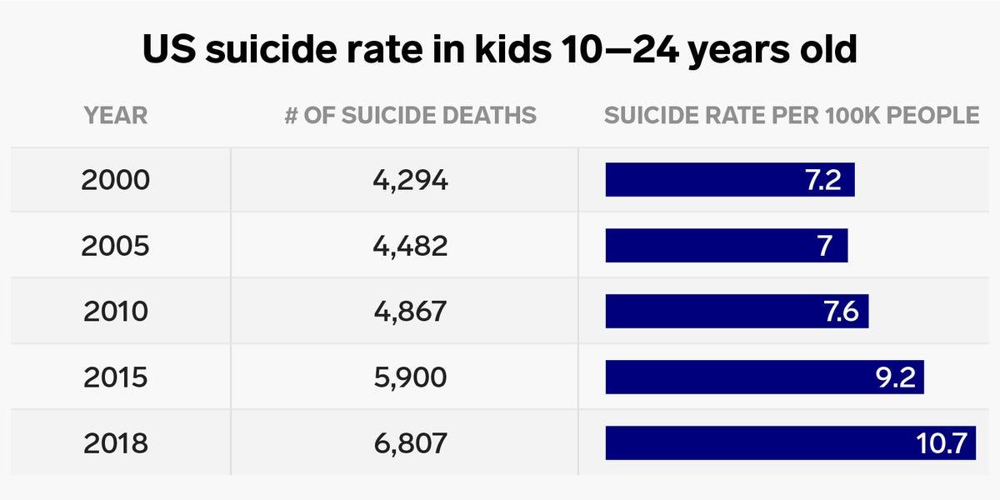 US suicide rate in kids 10–24 years old
YEAR # OF SUICIDE DEATHS SUICIDE RATE PER 100K PEOPLE
2000 4,294 7.2
2005 4,482 7
2010 4,867 7.6
2015 5,900 9.2
2018 6,807 10.7